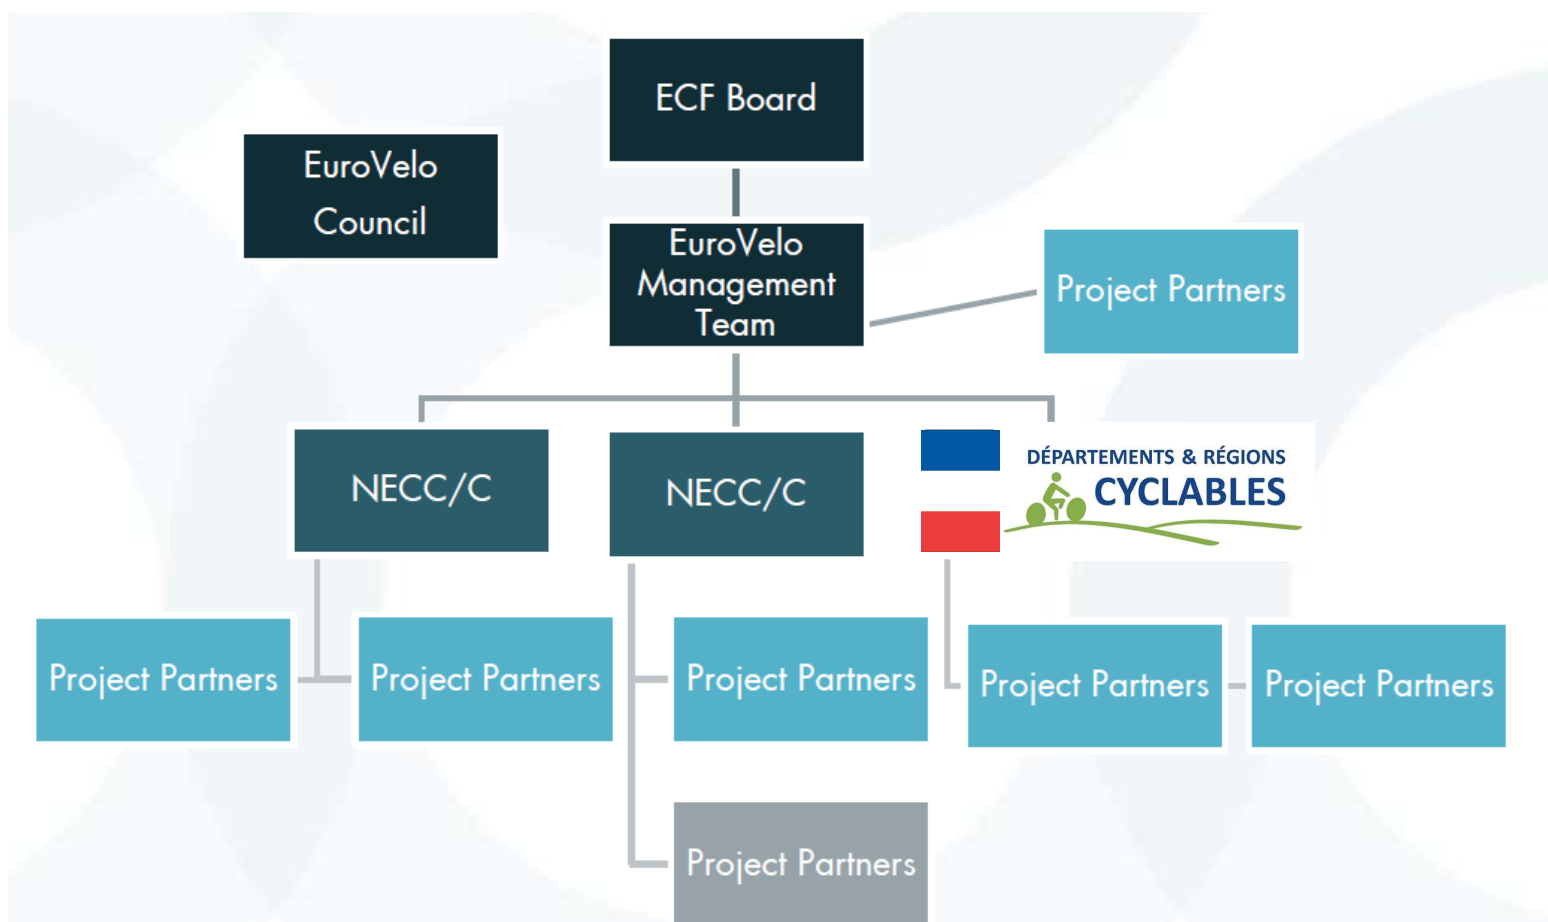 ECF Board
EuroVelo
Council
EuroVelo
Management
Team
Project Partners
NECC/C
NECC/C
DÉPARTEMENTS & RÉGIONS
CYCLABLES
Project Partners
Project Partners
Project Partners
Project Partners
Project Partners
Project Partners